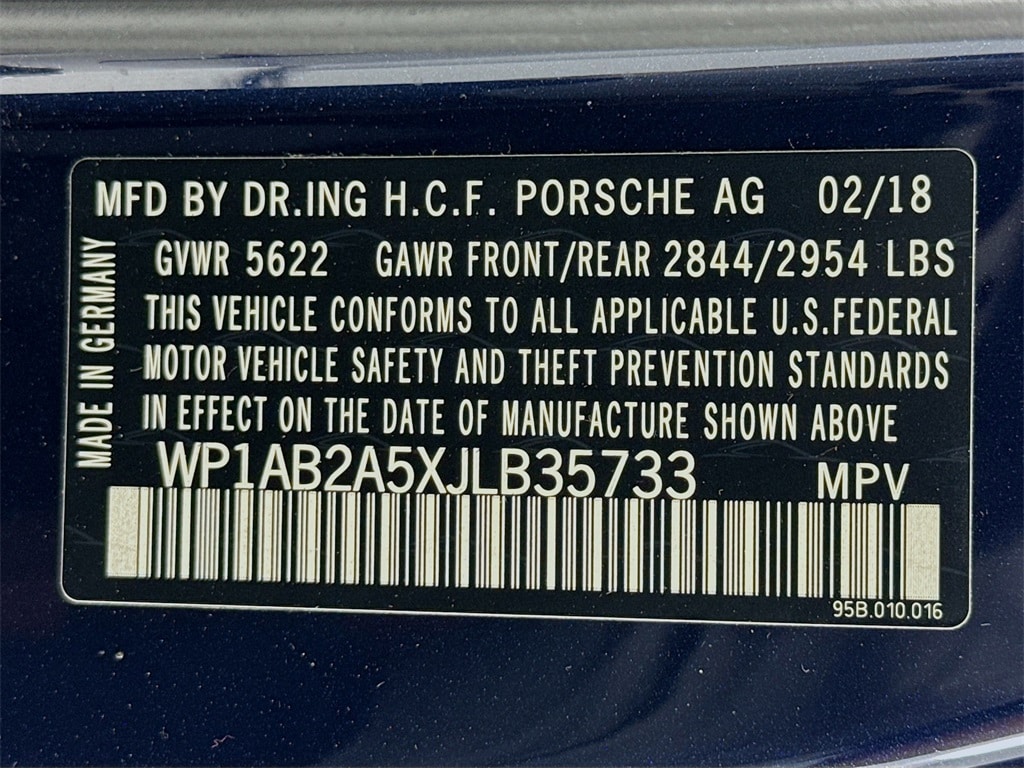 MFD BY DR.ING H.C.F. PORSCHE AG 02/18
GVWR 5622 GAWR FRONT/REAR 2844/2954 LBS
THIS VEHICLE CONFORMS TO ALL APPLICABLE U.S.FEDERAL
MOTOR VEHICLE SAFETY AND THEFT PREVENTION STANDARDS
IN EFFECT ON THE DATE OF MANUFACTURE SHOWN ABOVE
WP1AB2A5XJLB35733 MPV
95B.010.016
MADE IN GERMANY